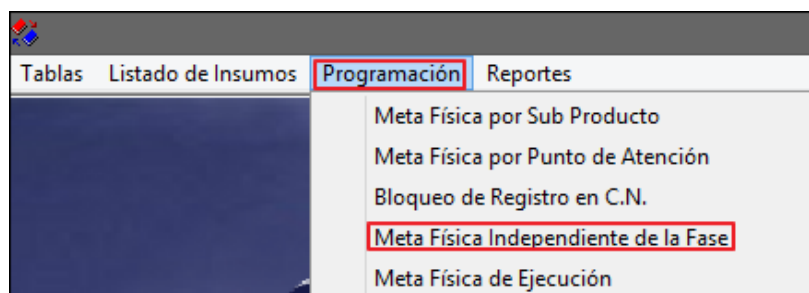 Tablas Listado de Insumos Programación Reportes
Meta Física por Sub Producto
Meta Física por Punto de Atención
Bloqueo de Registro en C.N.
Meta Física Independiente de la Fase
Meta Física de Ejecución